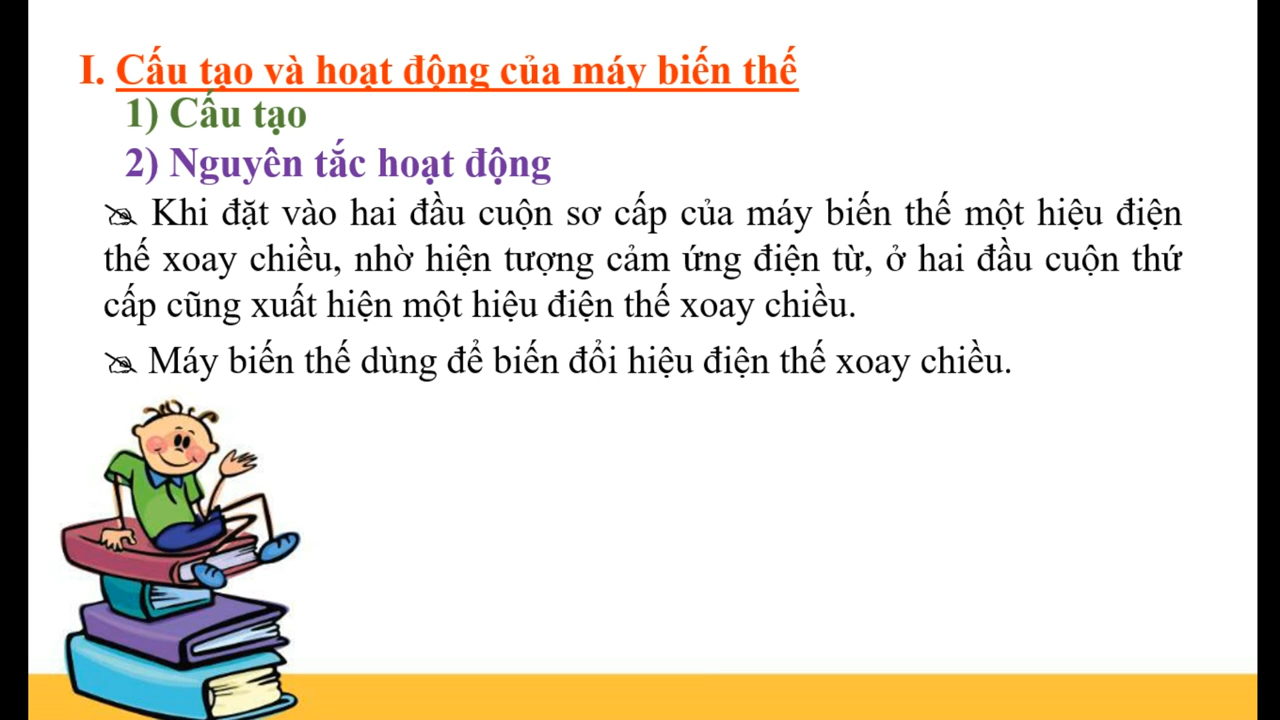 I. Cấu tạo và hoạt động của máy biến thế
1) Cấu tạo
2) Nguyên tắc hoạt động
Khi đặt vào hai đầu cuộn sơ cấp của máy biến thế một hiệu điện
thế xoay chiều, nhờ hiện tượng cảm ứng điện từ, ở hai đầu cuộn thứ
cấp cũng xuất hiện một hiệu điện thế xoay chiều.
Máy biến thế dùng để biến đổi hiệu điện thế xoay chiều.